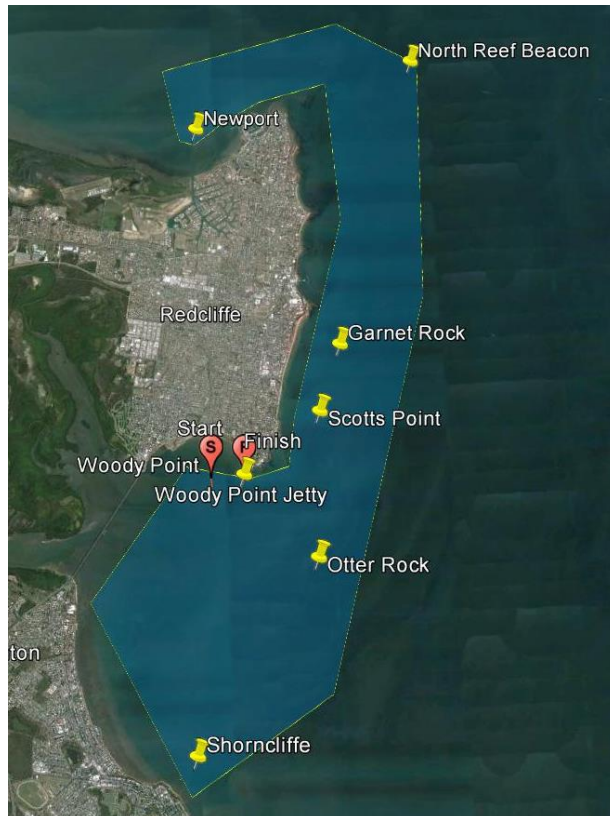 North Reef Beacon
Newport
Redcliffe
Garnet Rock
Scotts Point
Start
S
Finish
Woody Point
Woody Point Jetty
Otter Rock
ton
Shorncliffe